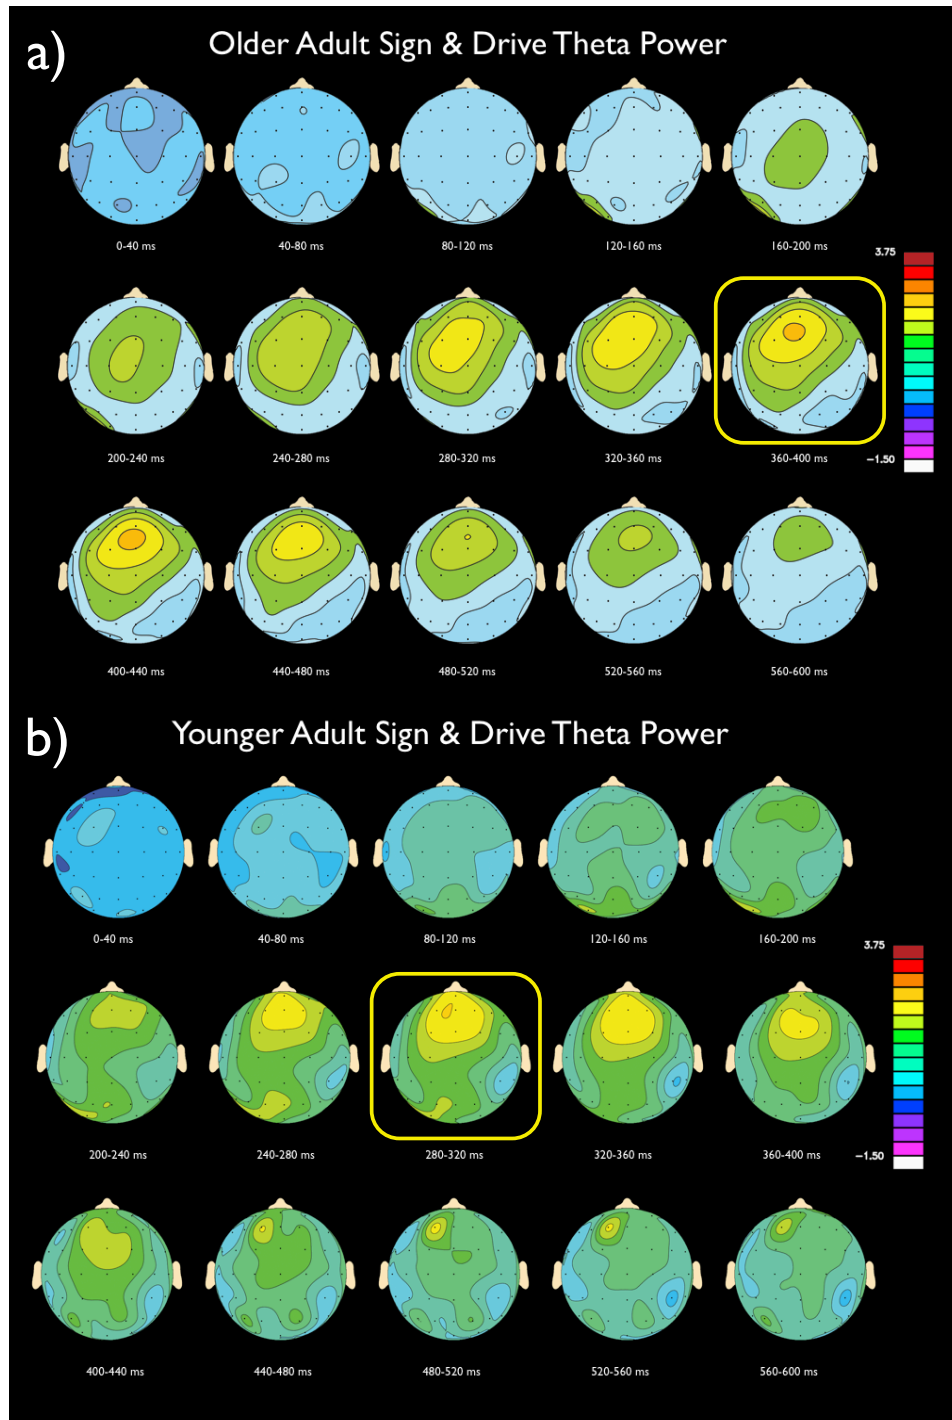 a)
Older Adult Sign & Drive Theta Power
0-40 ms
40-80 ms
80-120 ms
120-160 ms
160-200 ms
3.75
200-240 ms
240-280 ms
280-320 ms
320-360 ms
360-400 ms
−1.50
400-440 ms
440-480 ms
480-520 ms
520-560 ms
560-600 ms
b)
Younger Adult Sign & Drive Theta Power
0-40 ms
40-80 ms
80-120 ms
120-160 ms
160-200 ms
3.75
200-240 ms
240-280 ms
280-320 ms
320-360 ms
360-400 ms
−1.50
400-440 ms
440-480 ms
480-520 ms
520-560 ms
560-600 ms